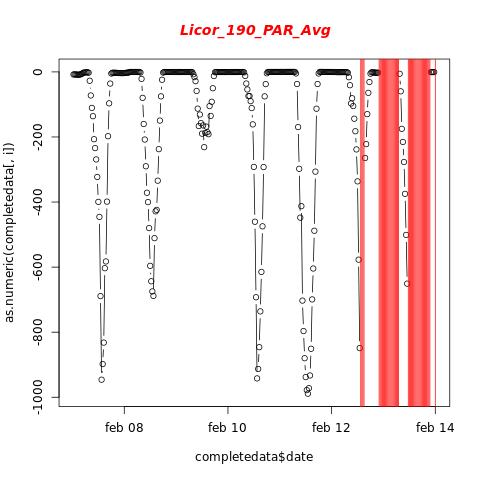 Licor_190_PAR_Avg
0
-200
-400
-600
-800
-1000
as.numeric(completedata[, i])
feb 08
feb 10
feb 12
feb 14
completedata$date